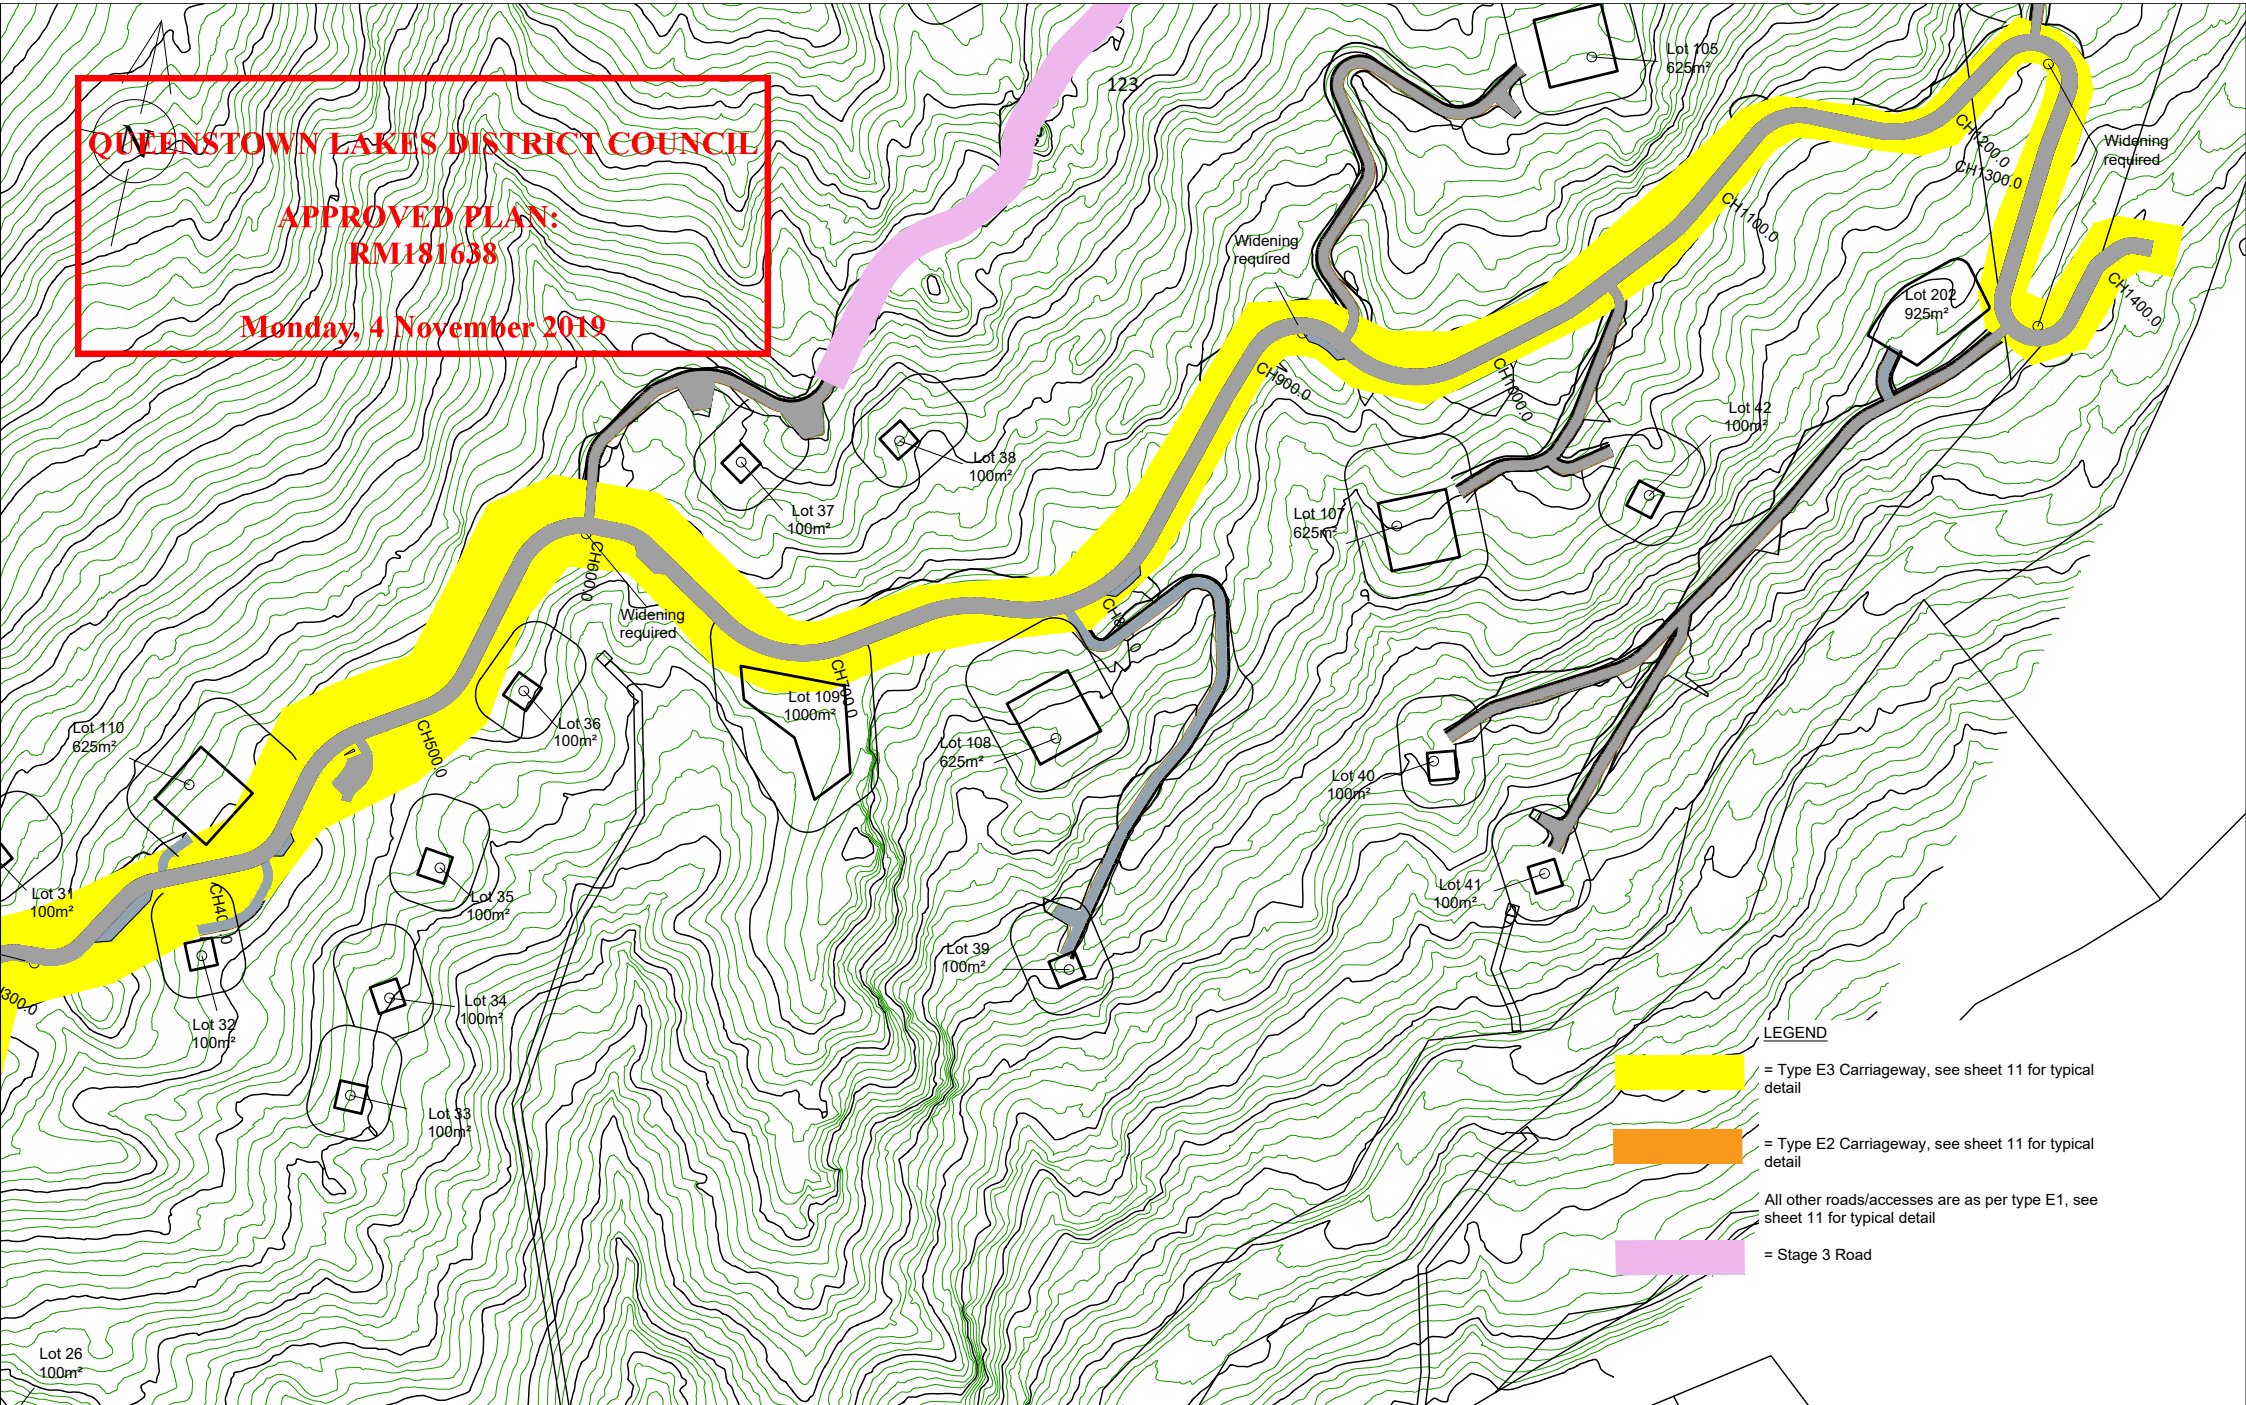 N
QUEENSTOWN LAKES DISTRICT COUNCIL
APPROVED PLAN:
RM181638
Monday, 4 November 2019
123
Lot 105
625m²
Widening
required
CH1200.0
CH1300.0
CH1100.0
Widening
required
CH1400.0
Lot 202
925m²
CH900.0
CH1000.0
Lot 42
100m²
Lot 38
100m²
Lot 37
100m²
Lot 107
625m²
CH600.0
Widening
required
CH700.0
Lot 109
1000m²
Lot 36
100m²
CH500.0
Lot 110
625m²
Lot 108
625m²
Lot 40
100m²
Lot 41
100m²
Lot 31
100m²
Lot 35
100m²
Lot 39
100m²
Lot 34
100m²
Lot 32
100m²
Lot 33
100m²
Lot 26
100m²
LEGEND
= Type E3 Carriageway, see sheet 11 for typical
detail
= Type E2 Carriageway, see sheet 11 for typical
detail
All other roads/accesses are as per type E1, see
sheet 11 for typical detail
= Stage 3 Road